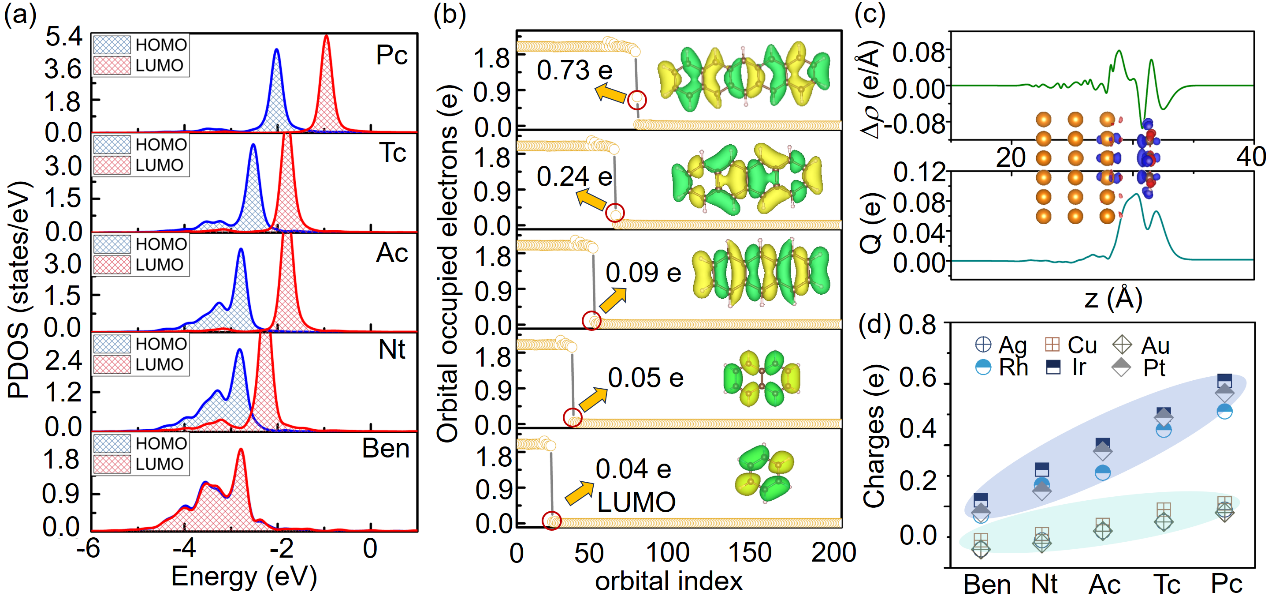 (a)
5.4
3.6
1.8
0.0
HOMO
LUMO
Pc
3.0
1.5
0.0
HOMO
LUMO
Tc
3.0
1.5
0.0
HOMO
LUMO
Ac
2.4
1.2
0.0
HOMO
LUMO
Nt
1.8
0.9
0.0
HOMO
LUMO
Ben
-6 -4 -2 0
Energy (eV)
PDOS (states/eV)
(b)
1.8
0.9
0.0
0.73 e
1.8
0.9
0.0
0.24 e
1.8
0.9
0.0
0.09 e
1.8
0.9
0.0
0.05 e
1.8
0.9
0.0
0.04 e
LUMO
0 50 100 150 200
orbital index
Orbital occupied electrons (e)
(c)
0.08
0.00
-0.08
Δρ (e/Å)
20 40
0.12
0.08
0.04
0.00
Q (e)
z (Å)
(d)
0.8
0.6
0.4
0.2
0.0
Charges (e)
Ag Cu Au
Rh Ir Pt
Ben Nt Ac Tc Pc